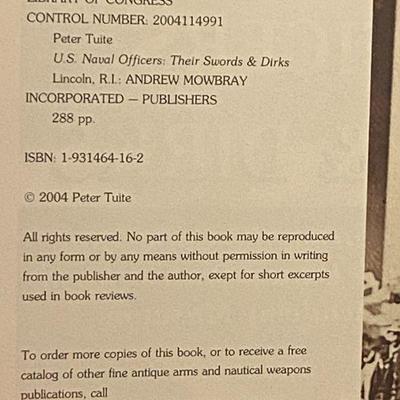 LIBRARY OF CONGRESS
CONTROL NUMBER: 2004114991
Peter Tuite
U.S. Naval Officers: Their Swords & Dirks
Lincoln, R.I.: ANDREW MOWBRAY
INCORPORATED — PUBLISHERS
288 pp.
ISBN: 1-931464-16-2
© 2004 Peter Tuite
All rights reserved. No part of this book may be reproduced
in any form or by any means without permission in writing
from the publisher and the author, exept for short excerpts
used in book reviews.
To order more copies of this book, or to receive a free
catalog of other fine antique arms and nautical weapons
publications, call